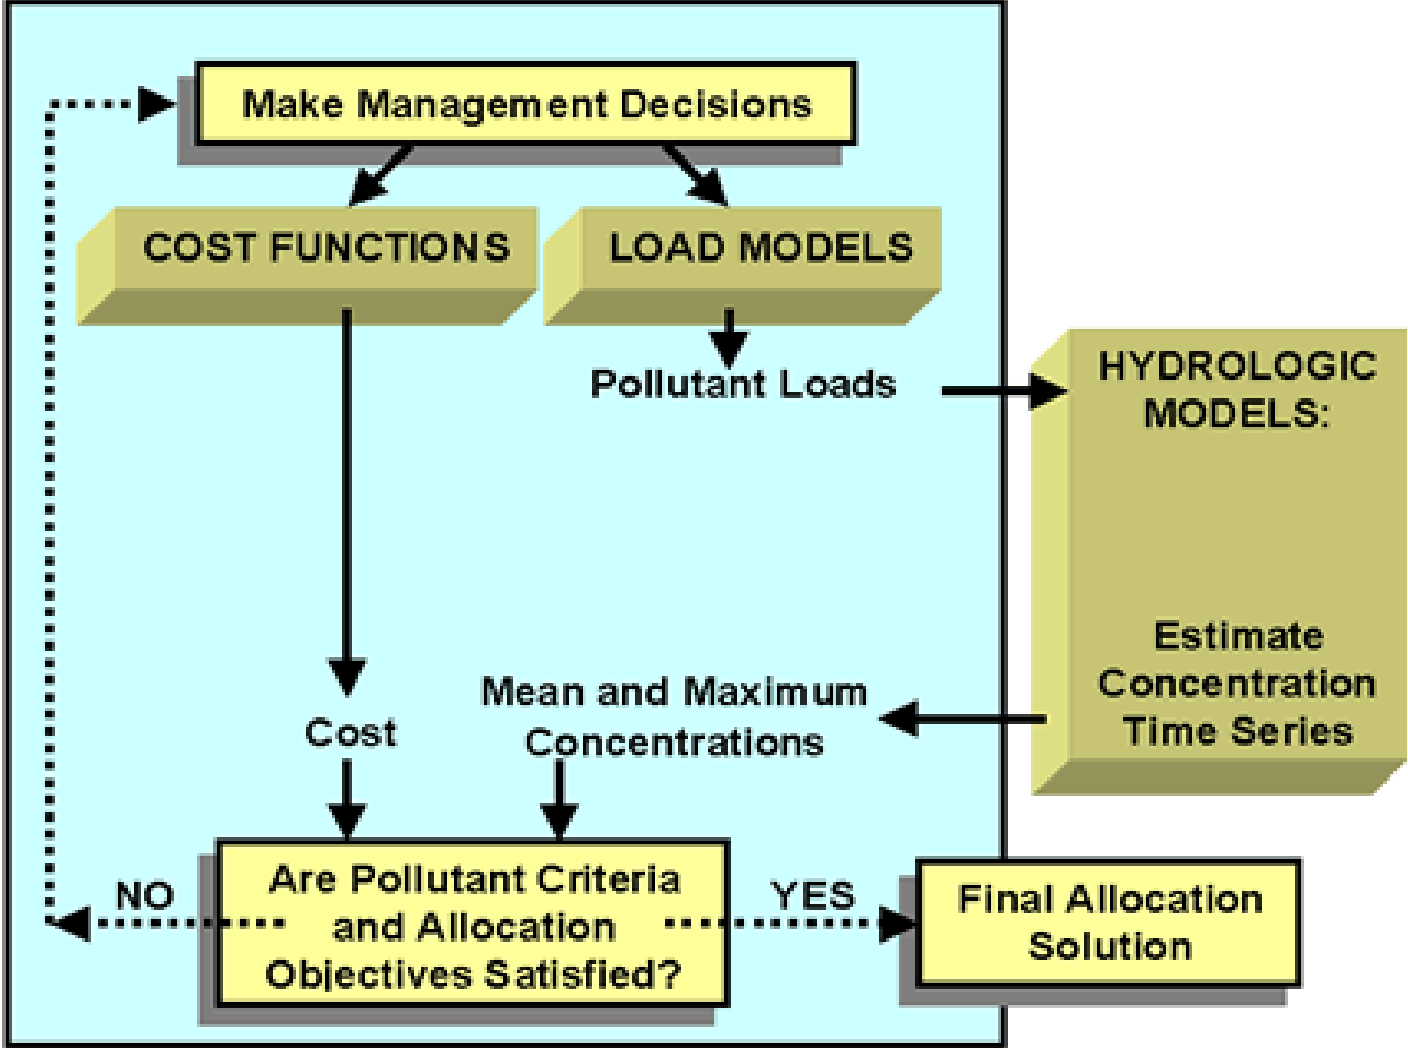 Make Management Decisions
COST FUNCTIONS
LOAD MODELS
Pollutant Loads
HYDROLOGIC
MODELS:
Estimate
Concentration
Time Series
Mean and Maximum
Concentrations
Cost
Are Pollutant Criteria
and Allocation
Objectives Satisfied?
NO
YES
Final Allocation
Solution